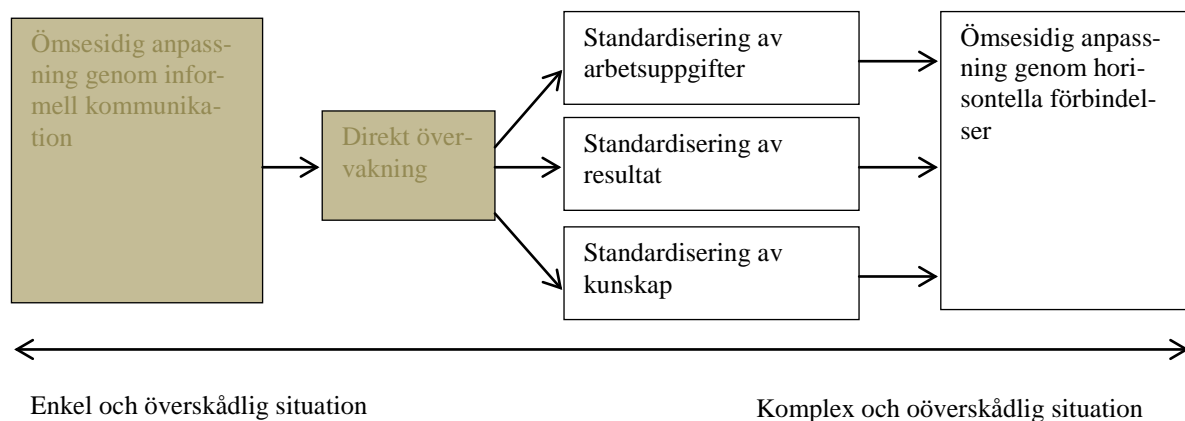 Ömsesidig anpass-
ning genom infor-
mell kommunika-
tion
Direkt över-
vakning
Standardisering av
arbetsuppgifter
Standardisering av
resultat
Standardisering av
kunskap
Ömsesidig anpass-
ning genom hori-
sontella förbindel-
ser
Enkel och överskådlig situation
Komplex och oöverskådlig situation